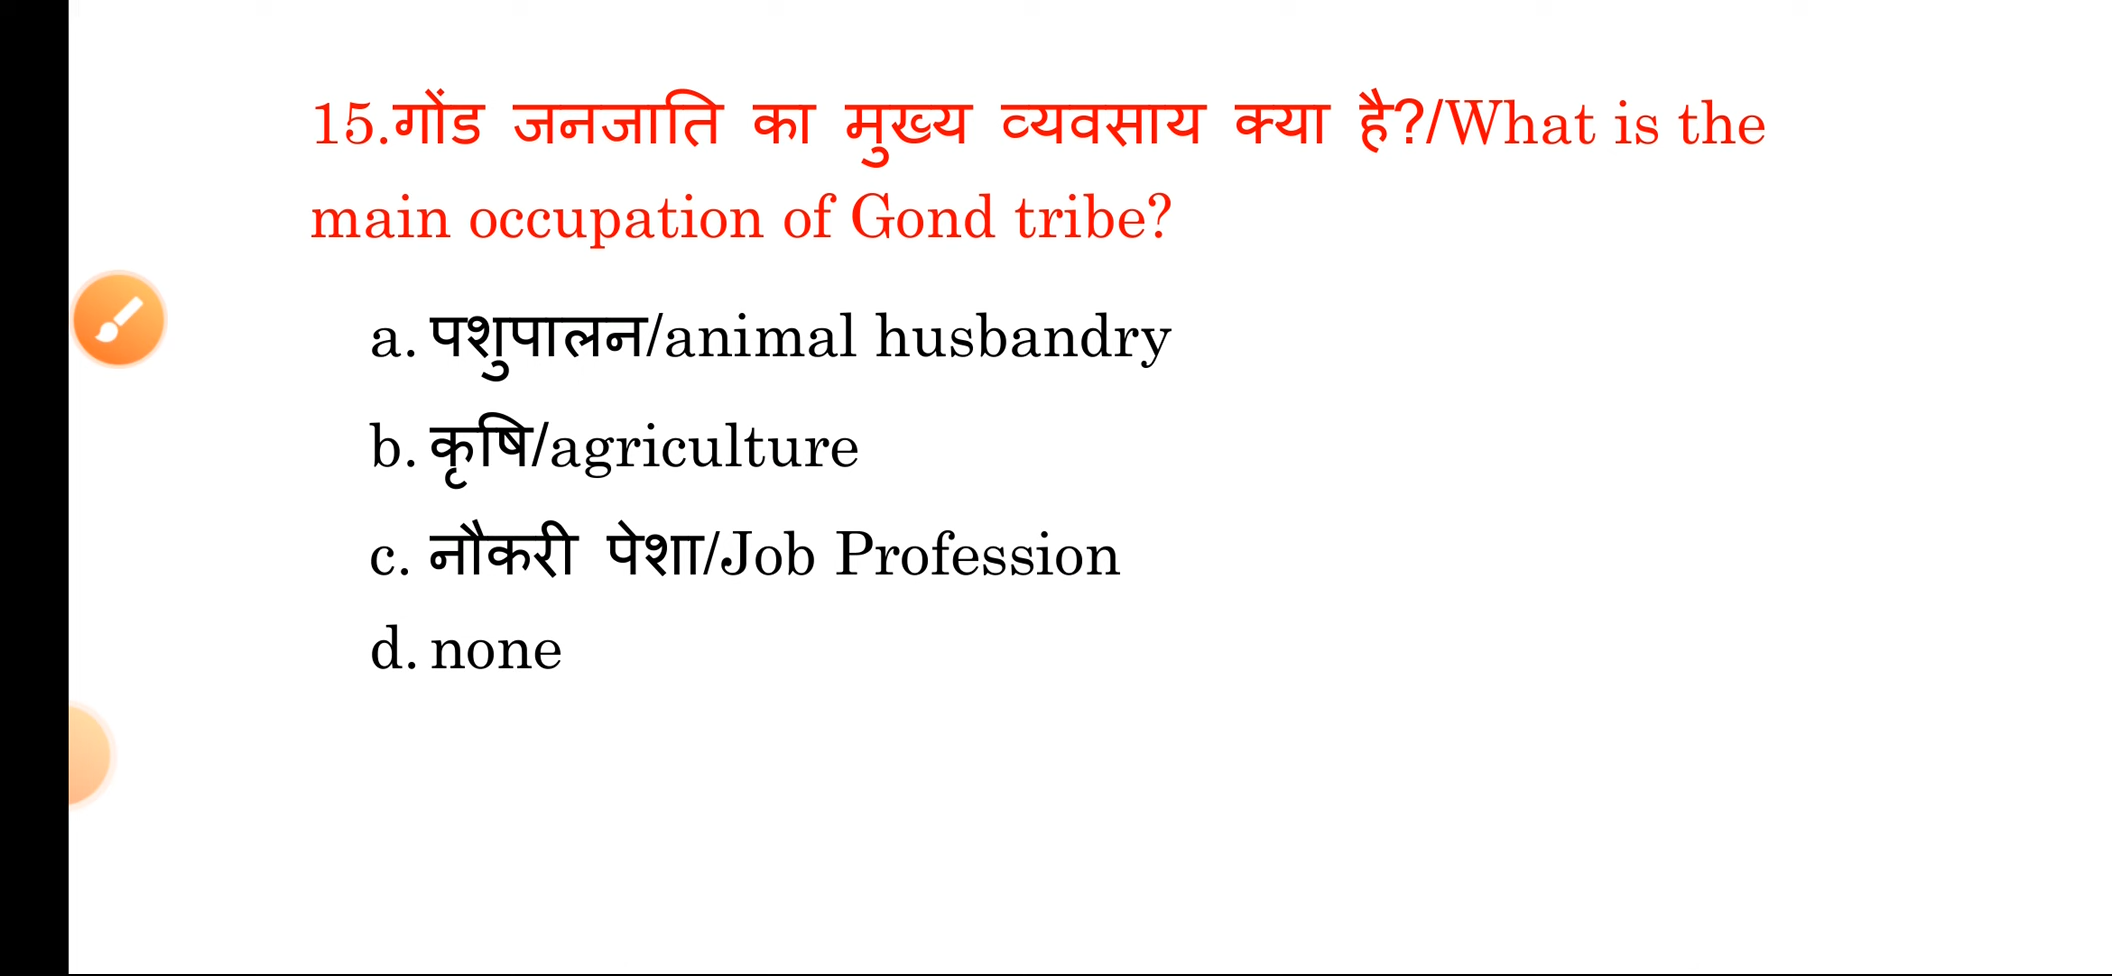 15.गोंड जनजाति का मुख्य व्यवसाय क्या है?/What is the
main occupation of Gond tribe?
a. पशुपालन/animal husbandry
b. कृषि/agriculture
c. नौकरी पेशा/Job Profession
d. none